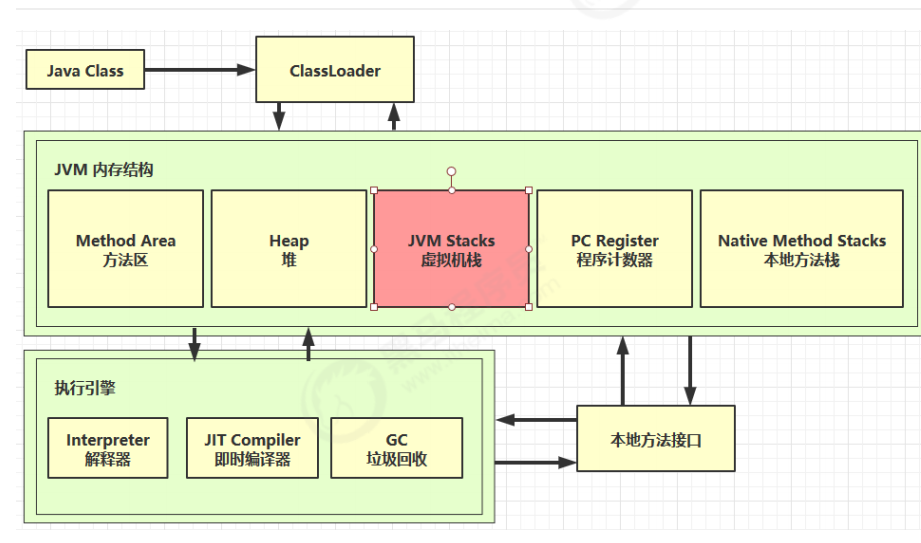 Java Class
ClassLoader
JVM 内存结构
Method Area
方法区
Heap
堆
JVM Stacks
虚拟机栈
PC Register
程序计数器
Native Method Stacks
本地方法栈
执行引擎
Interpreter
解释器
JIT Compiler
即时编译器
GC
垃圾回收
本地方法接口